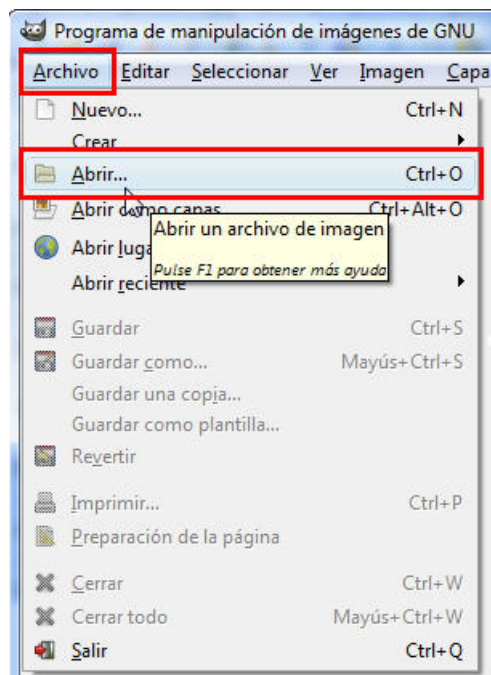 Programa de manipulación de imágenes de GNU
Archivo Editar Seleccionar Ver Imagen Capa
Nuevo... Ctrl+N
Crear
Abrir... Ctrl+O
Abrir como capas... Ctrl+Alt+O
Abrir un archivo de imagen
Abrir luga
Pulse F1 para obtener más ayuda
Abrir reciente
Guardar Ctrl+S
Guardar como... Mayús+Ctrl+S
Guardar una copia...
Guardar como plantilla...
Revertir
Imprimir... Ctrl+P
Preparación de la página
Cerrar Ctrl+W
Cerrar todo Mayús+Ctrl+W
Salir Ctrl+Q